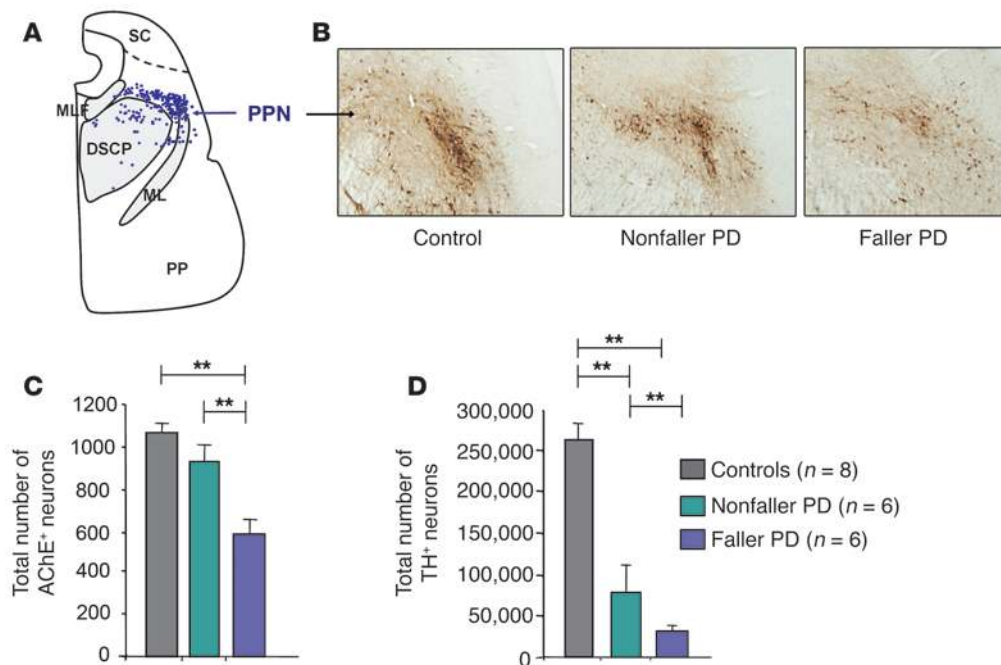 A
SC
MLF
PPN
DSCP
ML
PP
B
Control
Nonfaller PD
Faller PD
C
**
**
Total number of
AChE+ neurons
1200
1000
800
600
400
200
0
D
**
**
**
Total number of
TH+ neurons
300,000
250,000
200,000
150,000
100,000
50,000
0
Controls (n = 8)
Nonfaller PD (n = 6)
Faller PD (n = 6)